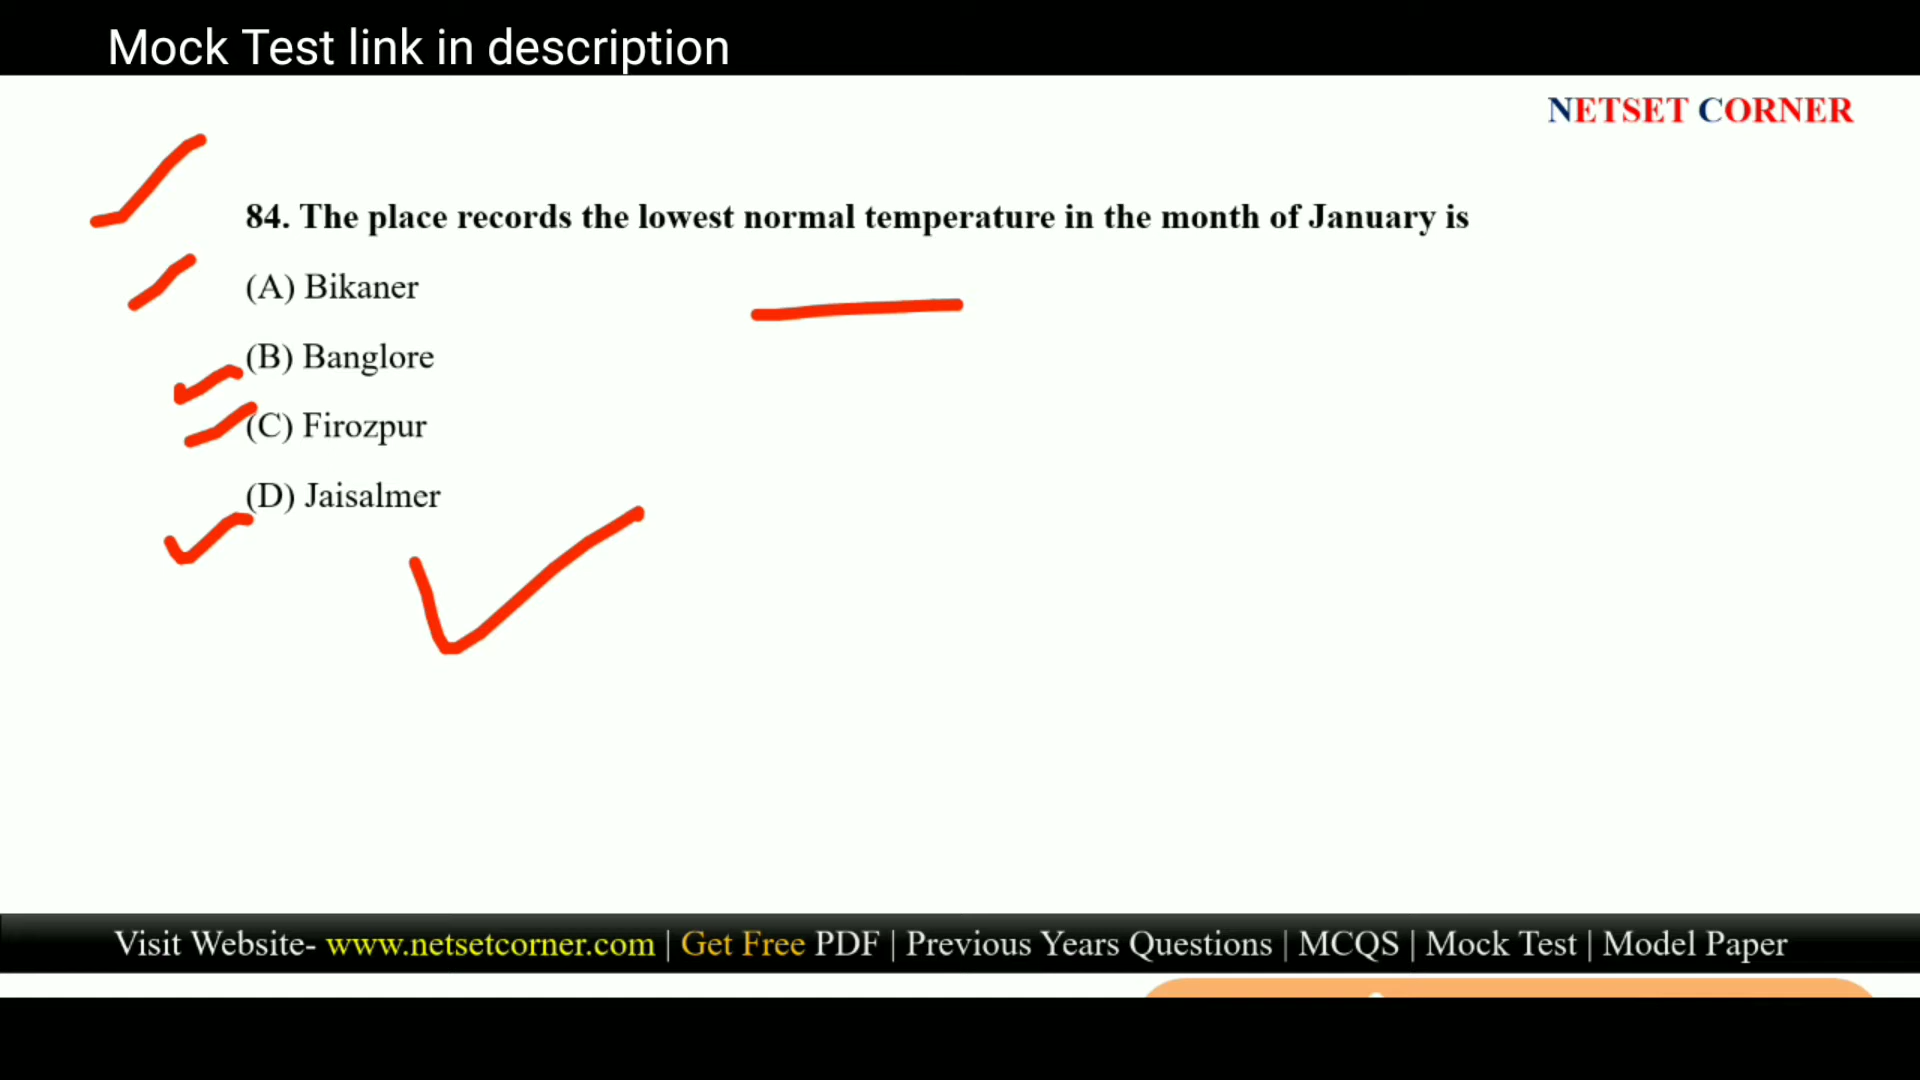 Mock Test link in description
NETSET CORNER
84. The place records the lowest normal temperature in the month of January is
(A) Bikaner
(B) Banglore
(C) Firozpur
(D) Jaisalmer
Visit Website- www.netsetcorner.com | Get Free PDF | Previous Years Questions | MCQS | Mock Test | Model Paper